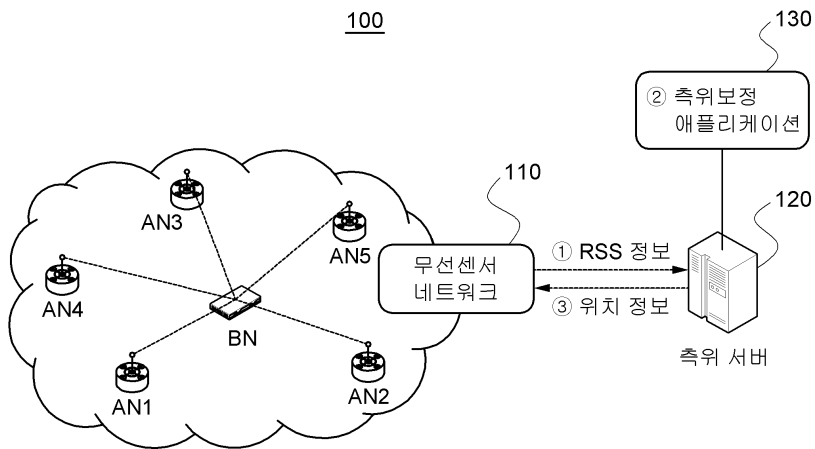 100
130
② 측위보정
애플리케이션
110
120
AN3
AN5
무선센서
네트워크
① RSS 정보
③ 위치 정보
AN4
BN
측위 서버
AN1
AN2